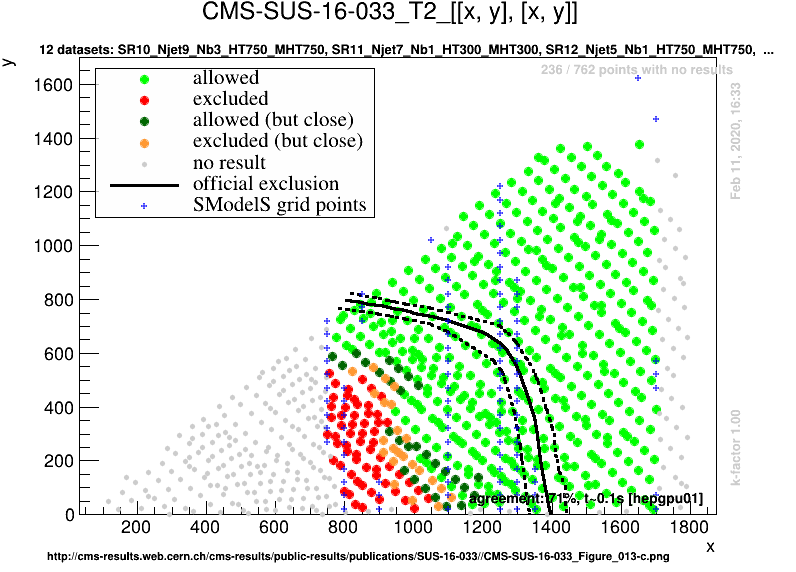 CMS-SUS-16-033_T2_[[x, y], [x, y]]
12 datasets: SR10_Njet9_Nb3_HT750_MHT750, SR11_Njet7_Nb1_HT300_MHT300, SR12_Njet5_Nb1_HT750_MHT750, ...
y
236 / 762 points with no results
allowed
excluded
allowed (but close)
excluded (but close)
no result
official exclusion
SModelS grid points
1600
1400
1200
1000
800
600
400
200
0
Feb 11, 2020, 16:33
k-factor 1.00
agreement: 71%, t~0.1s [hepgpu01]
200 400 600 800 1000 1200 1400 1600 1800
x
http://cms-results.web.cern.ch/cms-results/public-results/publications/SUS-16-033//CMS-SUS-16-033_Figure_013-c.png